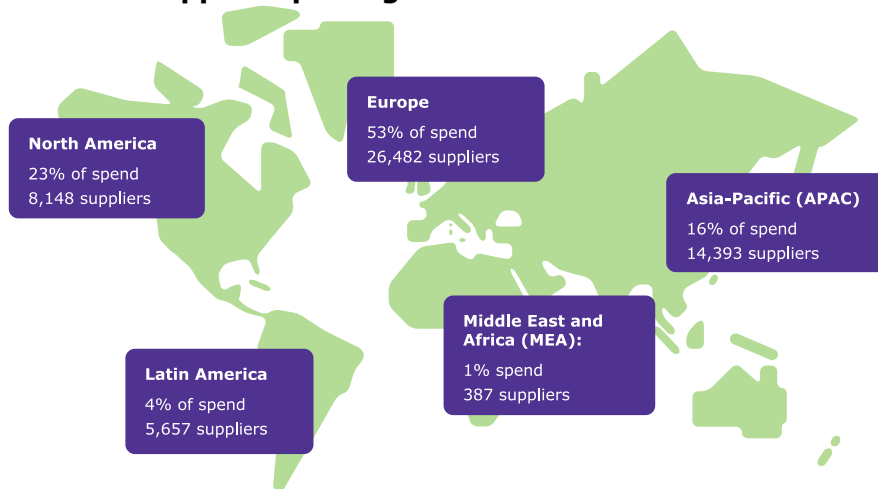 North America
23% of spend
8,148 suppliers
Europe
53% of spend
26,482 suppliers
Asia-Pacific (APAC)
16% of spend
14,393 suppliers
Middle East and
Africa (MEA):
1% spend
387 suppliers
Latin America
4% of spend
5,657 suppliers